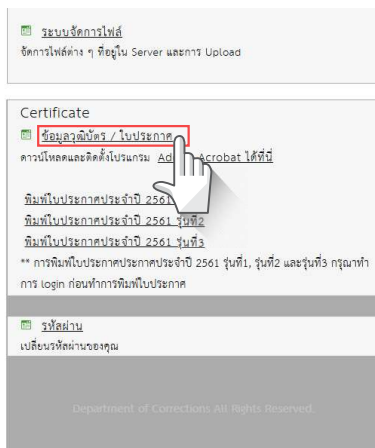 ระบบจัดการไฟล์
จัดการไฟล์ต่าง ๆ ที่อยู่ใน Server และการ Upload
Certificate
ข้อมูลวุฒิบัตร / ใบประกาศ
ดาวน์โหลดและติดตั้งโปรแกรม Acrobat ได้ที่นี่
พิมพ์ใบประกาศประจำปี 2561
พิมพ์ใบประกาศประจำปี 2561 รุ่นที่2
พิมพ์ใบประกาศประจำปี 2561 รุ่นที่3
** การพิมพ์ใบประกาศประกาศประจำปี 2561 รุ่นที่1, รุ่นที่2 และรุ่นที่3 กรุณาทำ
การ login ก่อนทำการพิมพ์ใบประกาศ
รหัสผ่าน
เปลี่ยนรหัสผ่านของคุณ
Department of Corrections All Rights Reserved.